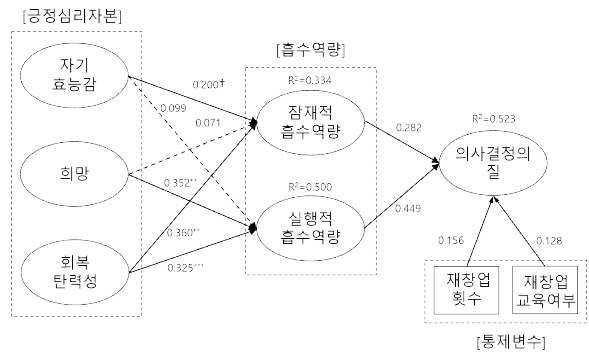 [긍정심리자본]
[흡수역량]
자기
효능감
희망
회복
탄력성
0.200†
0.099
0.071
0.352**
0.360**
0.325***
R²=0.334
잠재적
흡수역량
R²=0.500
실행적
흡수역량
0.282
0.449
R²=0.523
의사결정의
질
0.156
0.128
재창업
횟수
재창업
교육여부
[통제변수]